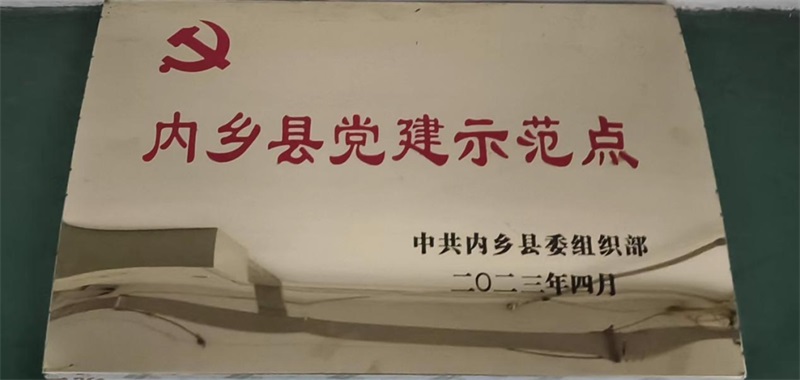 内乡县党建示范点
中共内乡县委组织部
二〇二三年四月